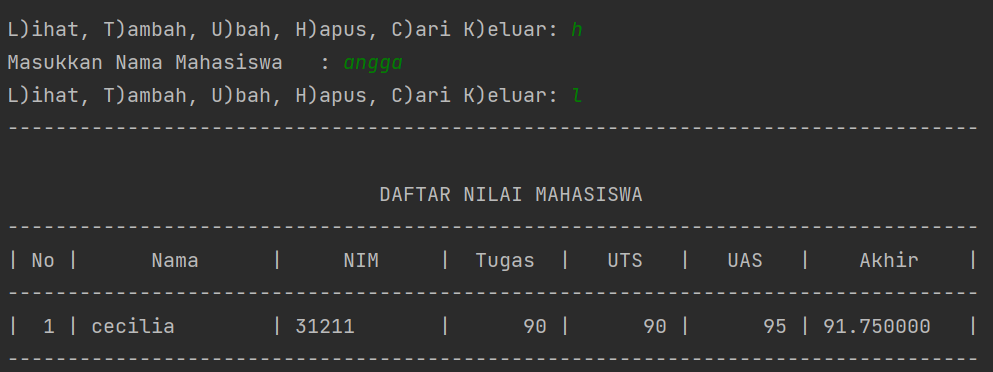 L)ihat, T)ambah, U)bah, H)apus, C)ari K)eluar: h
Masukkan Nama Mahasiswa   : angga
L)ihat, T)ambah, U)bah, H)apus, C)ari K)eluar: l
---------------------------------------------------------------------------------
                               DAFTAR NILAI MAHASISWA
---------------------------------------------------------------------------------
| No |      Nama      |     NIM     |  Tugas  |   UTS   |   UAS   |    Akhir    |
---------------------------------------------------------------------------------
|  1 | cecilia        | 31211       |      90 |      90 |      95 | 91.750000   |
---------------------------------------------------------------------------------